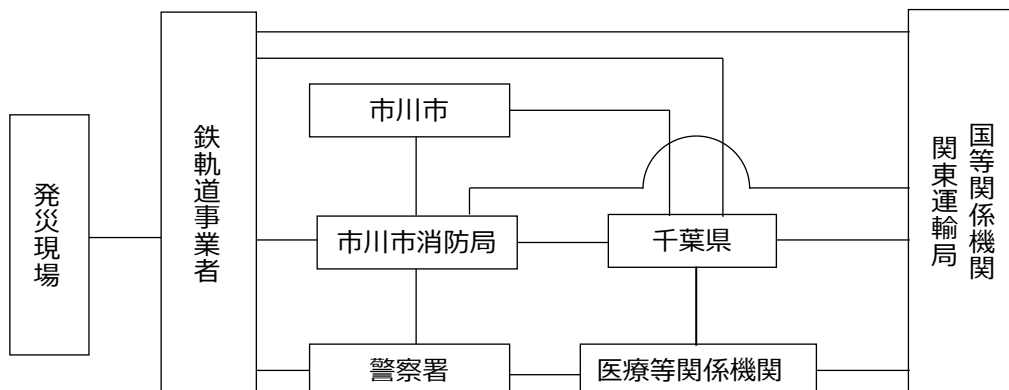 発災現場
鉄軌道事業者
市川市
市川市消防局
警察署
千葉県
医療等関係機関
国等関係機関
関東運輸局